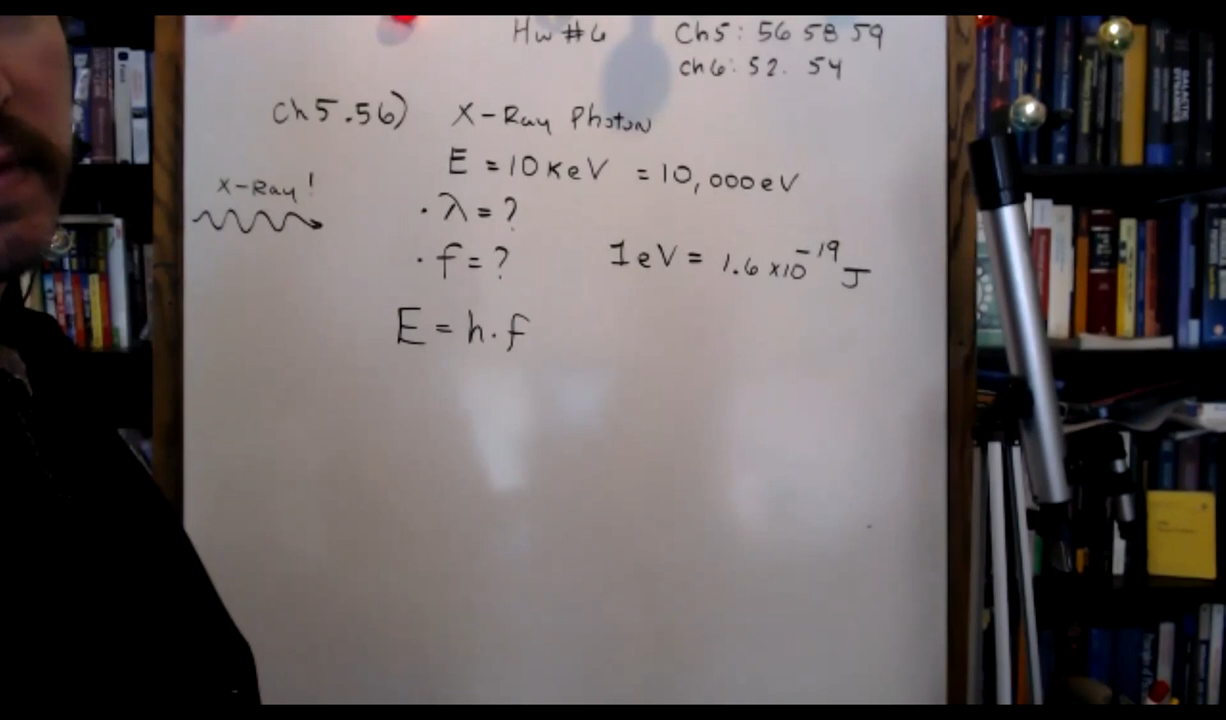 Hw #6 Ch5: 56 58 59
Ch6: 52. 54
Ch5.56) X-Ray Photon
E = 10 KeV = 10,000 eV
X-Ray!
· λ = ?
· f = ? 1 eV = 1.6 x10^-19 J
E = h·f